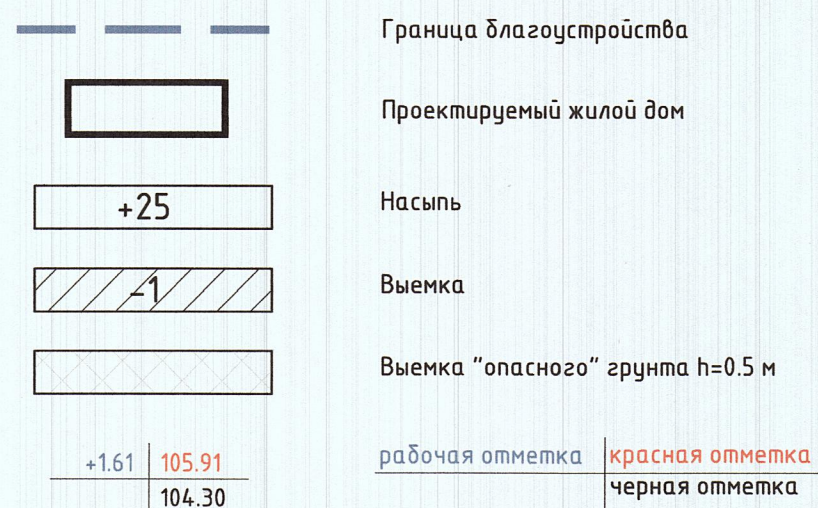 Граница благоустройства
Проектируемый жилой дом
+25 Насыпь
-1 Выемка
Выемка "опасного" грунта h=0.5 м
+1.61 105.91 рабочая отметка красная отметка
104.30 черная отметка